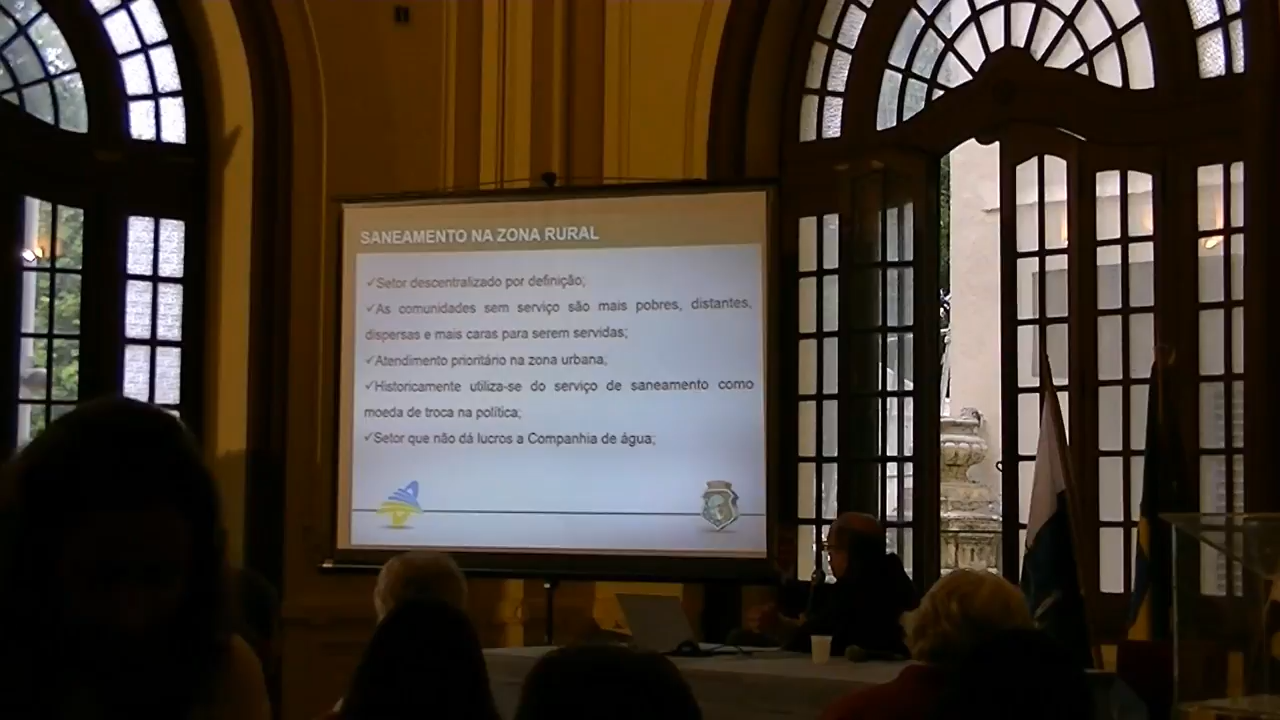 SANEAMENTO NA ZONA RURAL
✓Setor descentralizado por definição;
✓As comunidades sem serviço são mais pobres, distantes,
dispersas e mais caras para serem servidas;
✓Atendimento prioritário na zona urbana;
✓Historicamente utiliza-se do serviço de saneamento como
moeda de troca na política;
✓Setor que não dá lucros a Companhia de água;